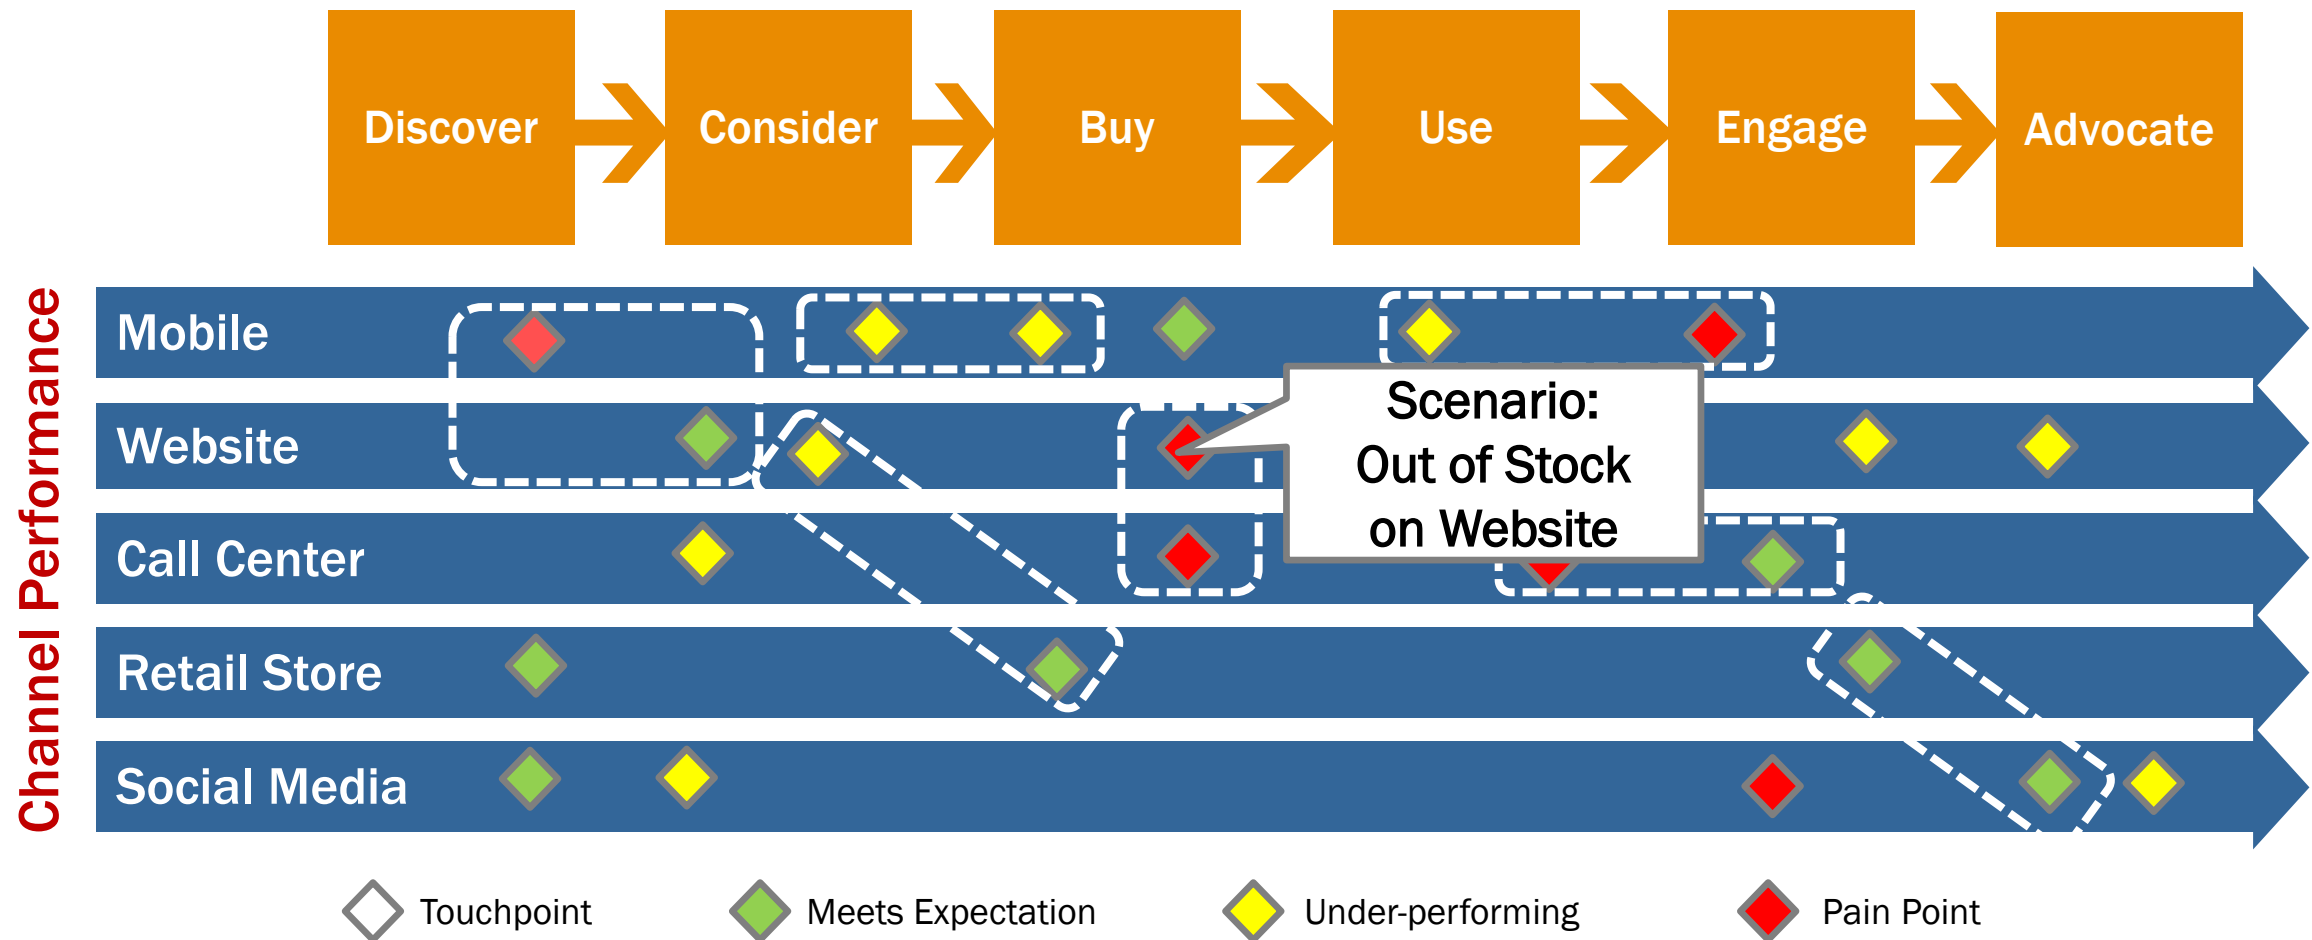 Discover
Consider
Buy
Use
Engage
Advocate
Channel Performance
Mobile
Website
Call Center
Retail Store
Social Media
Scenario:
Out of Stock
on Website
Touchpoint
Meets Expectation
Under-performing
Pain Point